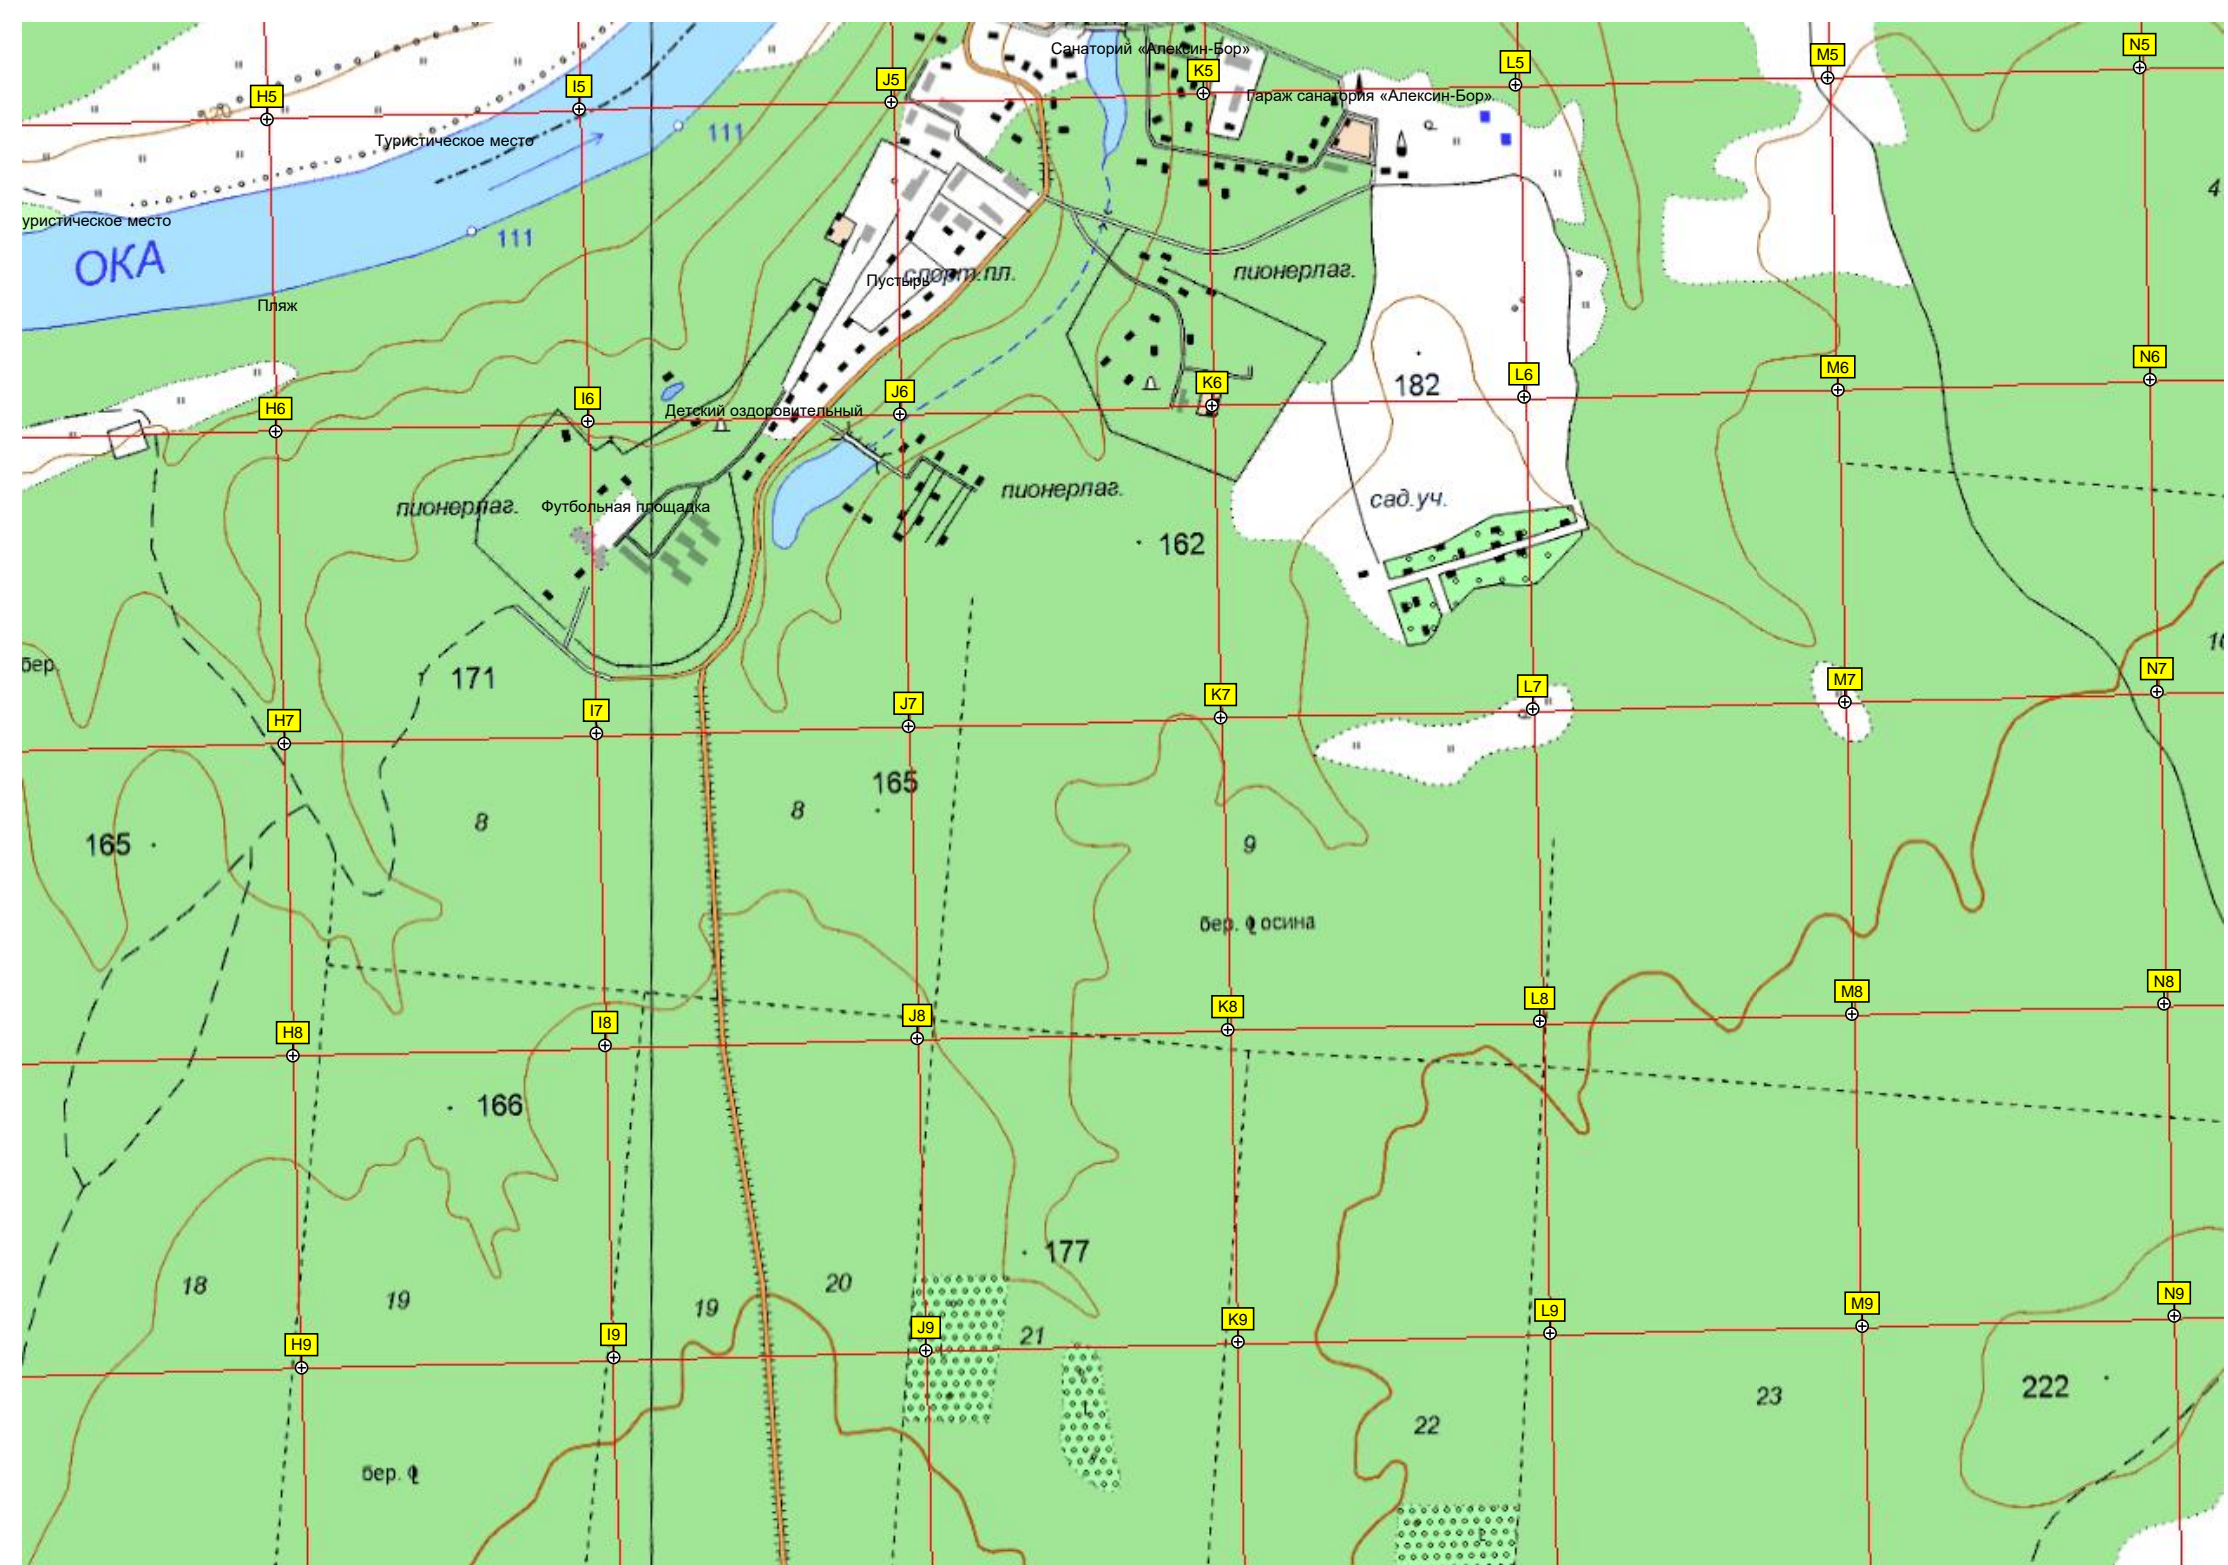 Санаторий «Алексин-Бор»
H5
I5
J5
K5
L5
M5
N5
Гараж санатория «Алексин-Бор»
120
Туристическое место
111
4
уристическое место
111
ОКА
спорт.пл.
Пустырь
пионерлаг.
Пляж
H6
I6
J6
K6
L6
M6
N6
182
Детский оздоровительный
пионерлаг.
Футбольная площадка
пионерлаг.
сад.уч.
162
бер.
171
H7
I7
J7
K7
L7
M7
N7
165
8
8
165
9
бер. осина
H8
I8
J8
K8
L8
M8
N8
166
177
18
19
19
20
21
H9
I9
J9
K9
L9
M9
N9
222
23
22
бер.